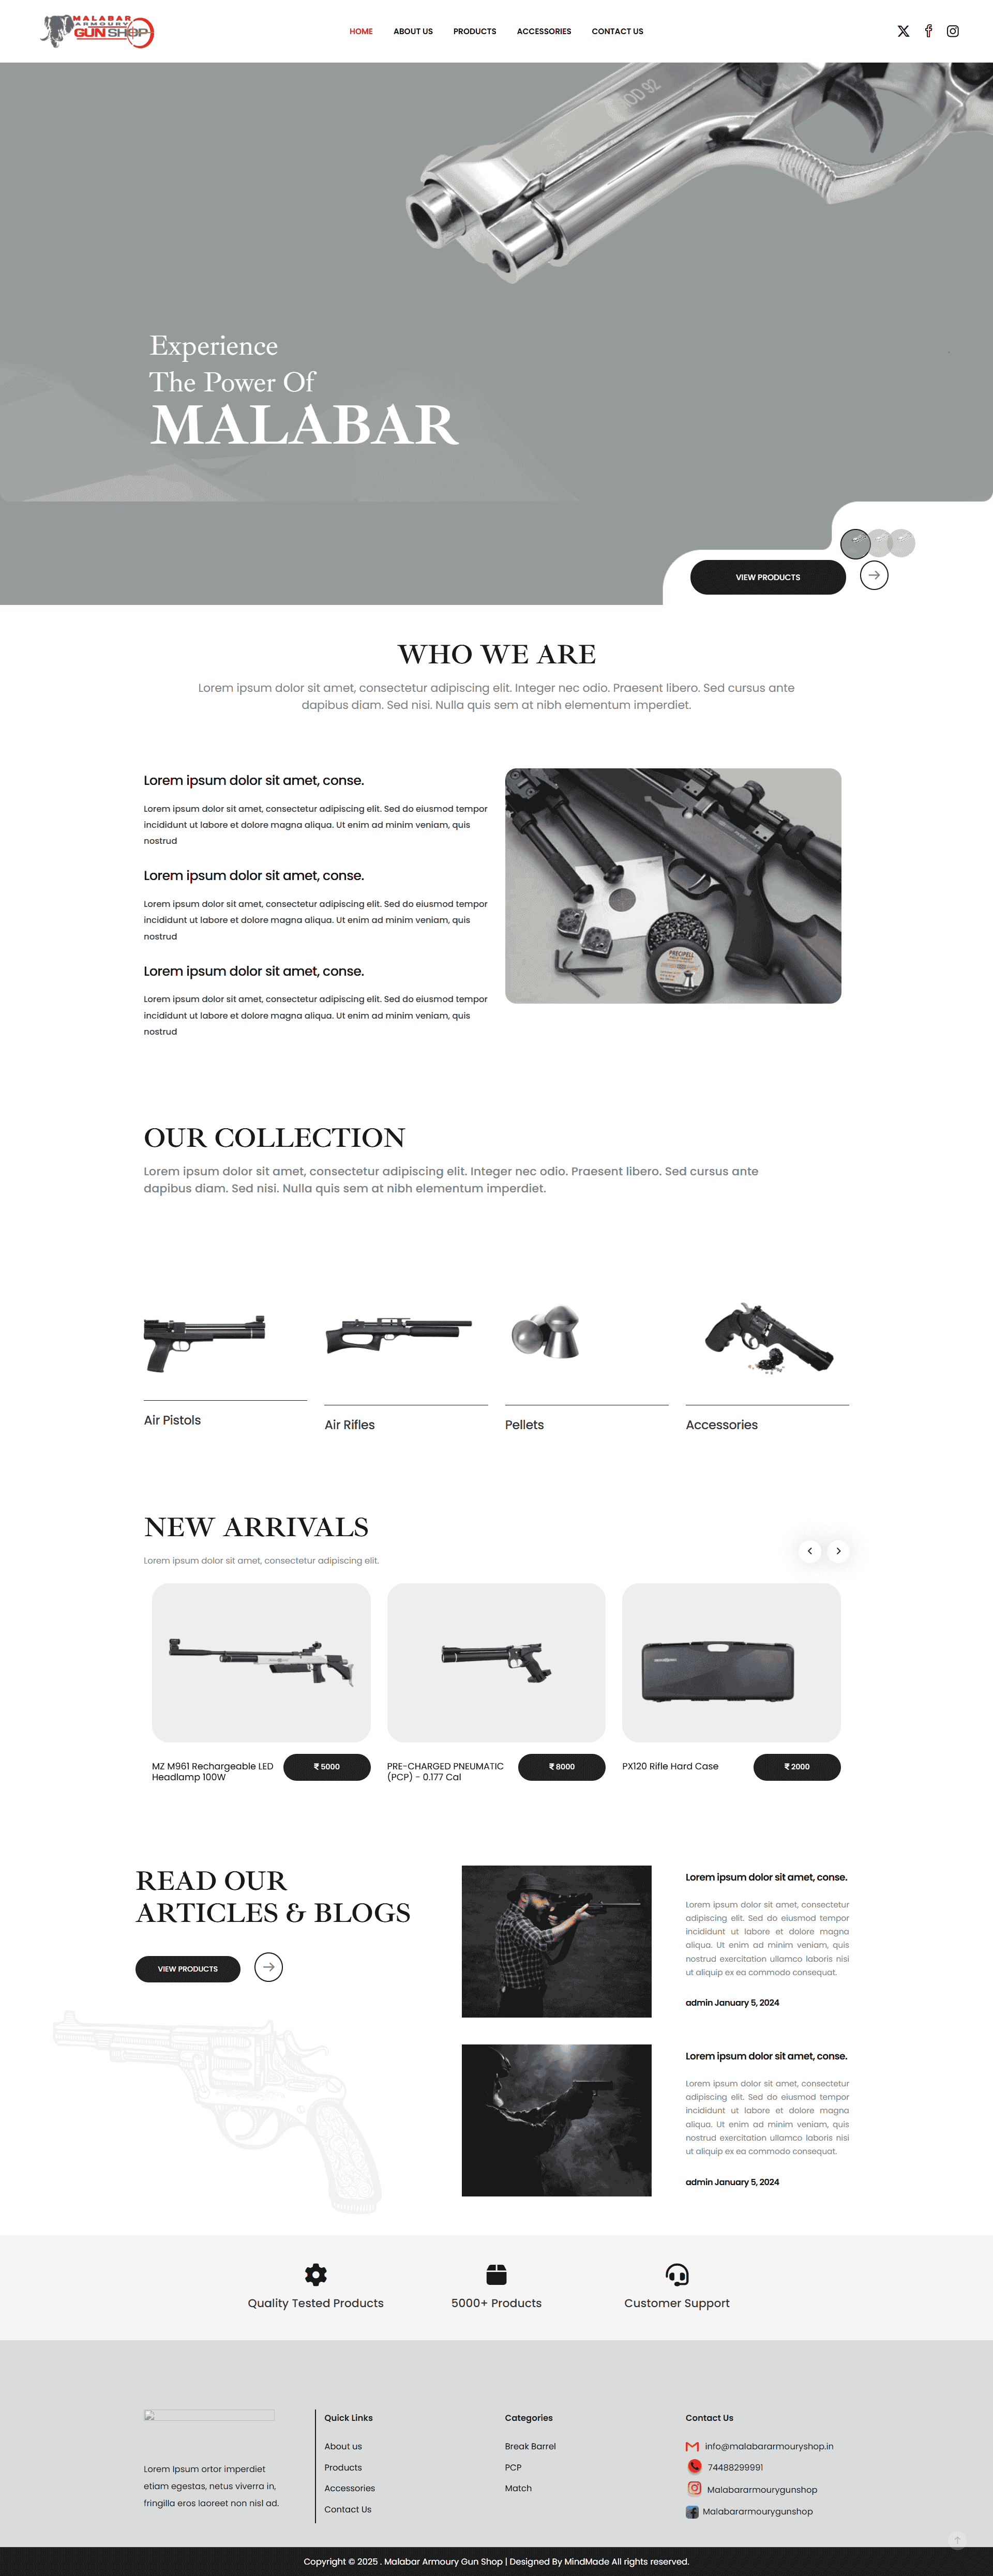 MALABAR
ARMOURY
GUN SHOP
HOME
ABOUT US
PRODUCTS
ACCESSORIES
CONTACT US
MOD 92
Experience
The Power Of
MALABAR
VIEW PRODUCTS
WHO WE ARE
Lorem ipsum dolor sit amet, consectetur adipiscing elit. Integer nec odio. Praesent libero. Sed cursus ante
dapibus diam. Sed nisi. Nulla quis sem at nibh elementum imperdiet.
Lorem ipsum dolor sit amet, conse.
Lorem ipsum dolor sit amet, consectetur adipiscing elit. Sed do eiusmod tempor
incididunt ut labore et dolore magna aliqua. Ut enim ad minim veniam, quis
nostrud
Lorem ipsum dolor sit amet, conse.
Lorem ipsum dolor sit amet, consectetur adipiscing elit. Sed do eiusmod tempor
incididunt ut labore et dolore magna aliqua. Ut enim ad minim veniam, quis
nostrud
Lorem ipsum dolor sit amet, conse.
Lorem ipsum dolor sit amet, consectetur adipiscing elit. Sed do eiusmod tempor
incididunt ut labore et dolore magna aliqua. Ut enim ad minim veniam, quis
nostrud
PRECIPELL
OUR COLLECTION
Lorem ipsum dolor sit amet, consectetur adipiscing elit. Integer nec odio. Praesent libero. Sed cursus ante
dapibus diam. Sed nisi. Nulla quis sem at nibh elementum imperdiet.
Air Pistols
Air Rifles
Pellets
Accessories
NEW ARRIVALS
Lorem ipsum dolor sit amet, consectetur adipiscing elit.
MZ M961 Rechargeable LED
Headlamp 100W
₹ 5000
PRE-CHARGED PNEUMATIC
(PCP) - 0.177 Cal
₹ 8000
PX120 Rifle Hard Case
₹ 2000
READ OUR
ARTICLES & BLOGS
VIEW PRODUCTS
Lorem ipsum dolor sit amet, conse.
Lorem ipsum dolor sit amet, consectetur
adipiscing elit. Sed do eiusmod tempor
incididunt ut labore et dolore magna
aliqua. Ut enim ad minim veniam, quis
nostrud exercitation ullamco laboris nisi
ut aliquip ex ea commodo consequat.
admin January 5, 2024
Lorem ipsum dolor sit amet, conse.
Lorem ipsum dolor sit amet, consectetur
adipiscing elit. Sed do eiusmod tempor
incididunt ut labore et dolore magna
aliqua. Ut enim ad minim veniam, quis
nostrud exercitation ullamco laboris nisi
ut aliquip ex ea commodo consequat.
admin January 5, 2024
Quality Tested Products
5000+ Products
Customer Support
Lorem Ipsum ortor imperdiet
etiam egestas, netus viverra in,
fringilla eros laoreet non nisl ad.
Quick Links
About us
Products
Accessories
Contact Us
Categories
Break Barrel
PCP
Match
Contact Us
info@malabararmouryshop.in
74488299991
Malabararmourygunshop
Malabararmourygunshop
Copyright © 2025 . Malabar Armoury Gun Shop | Designed By MindMade All rights reserved.